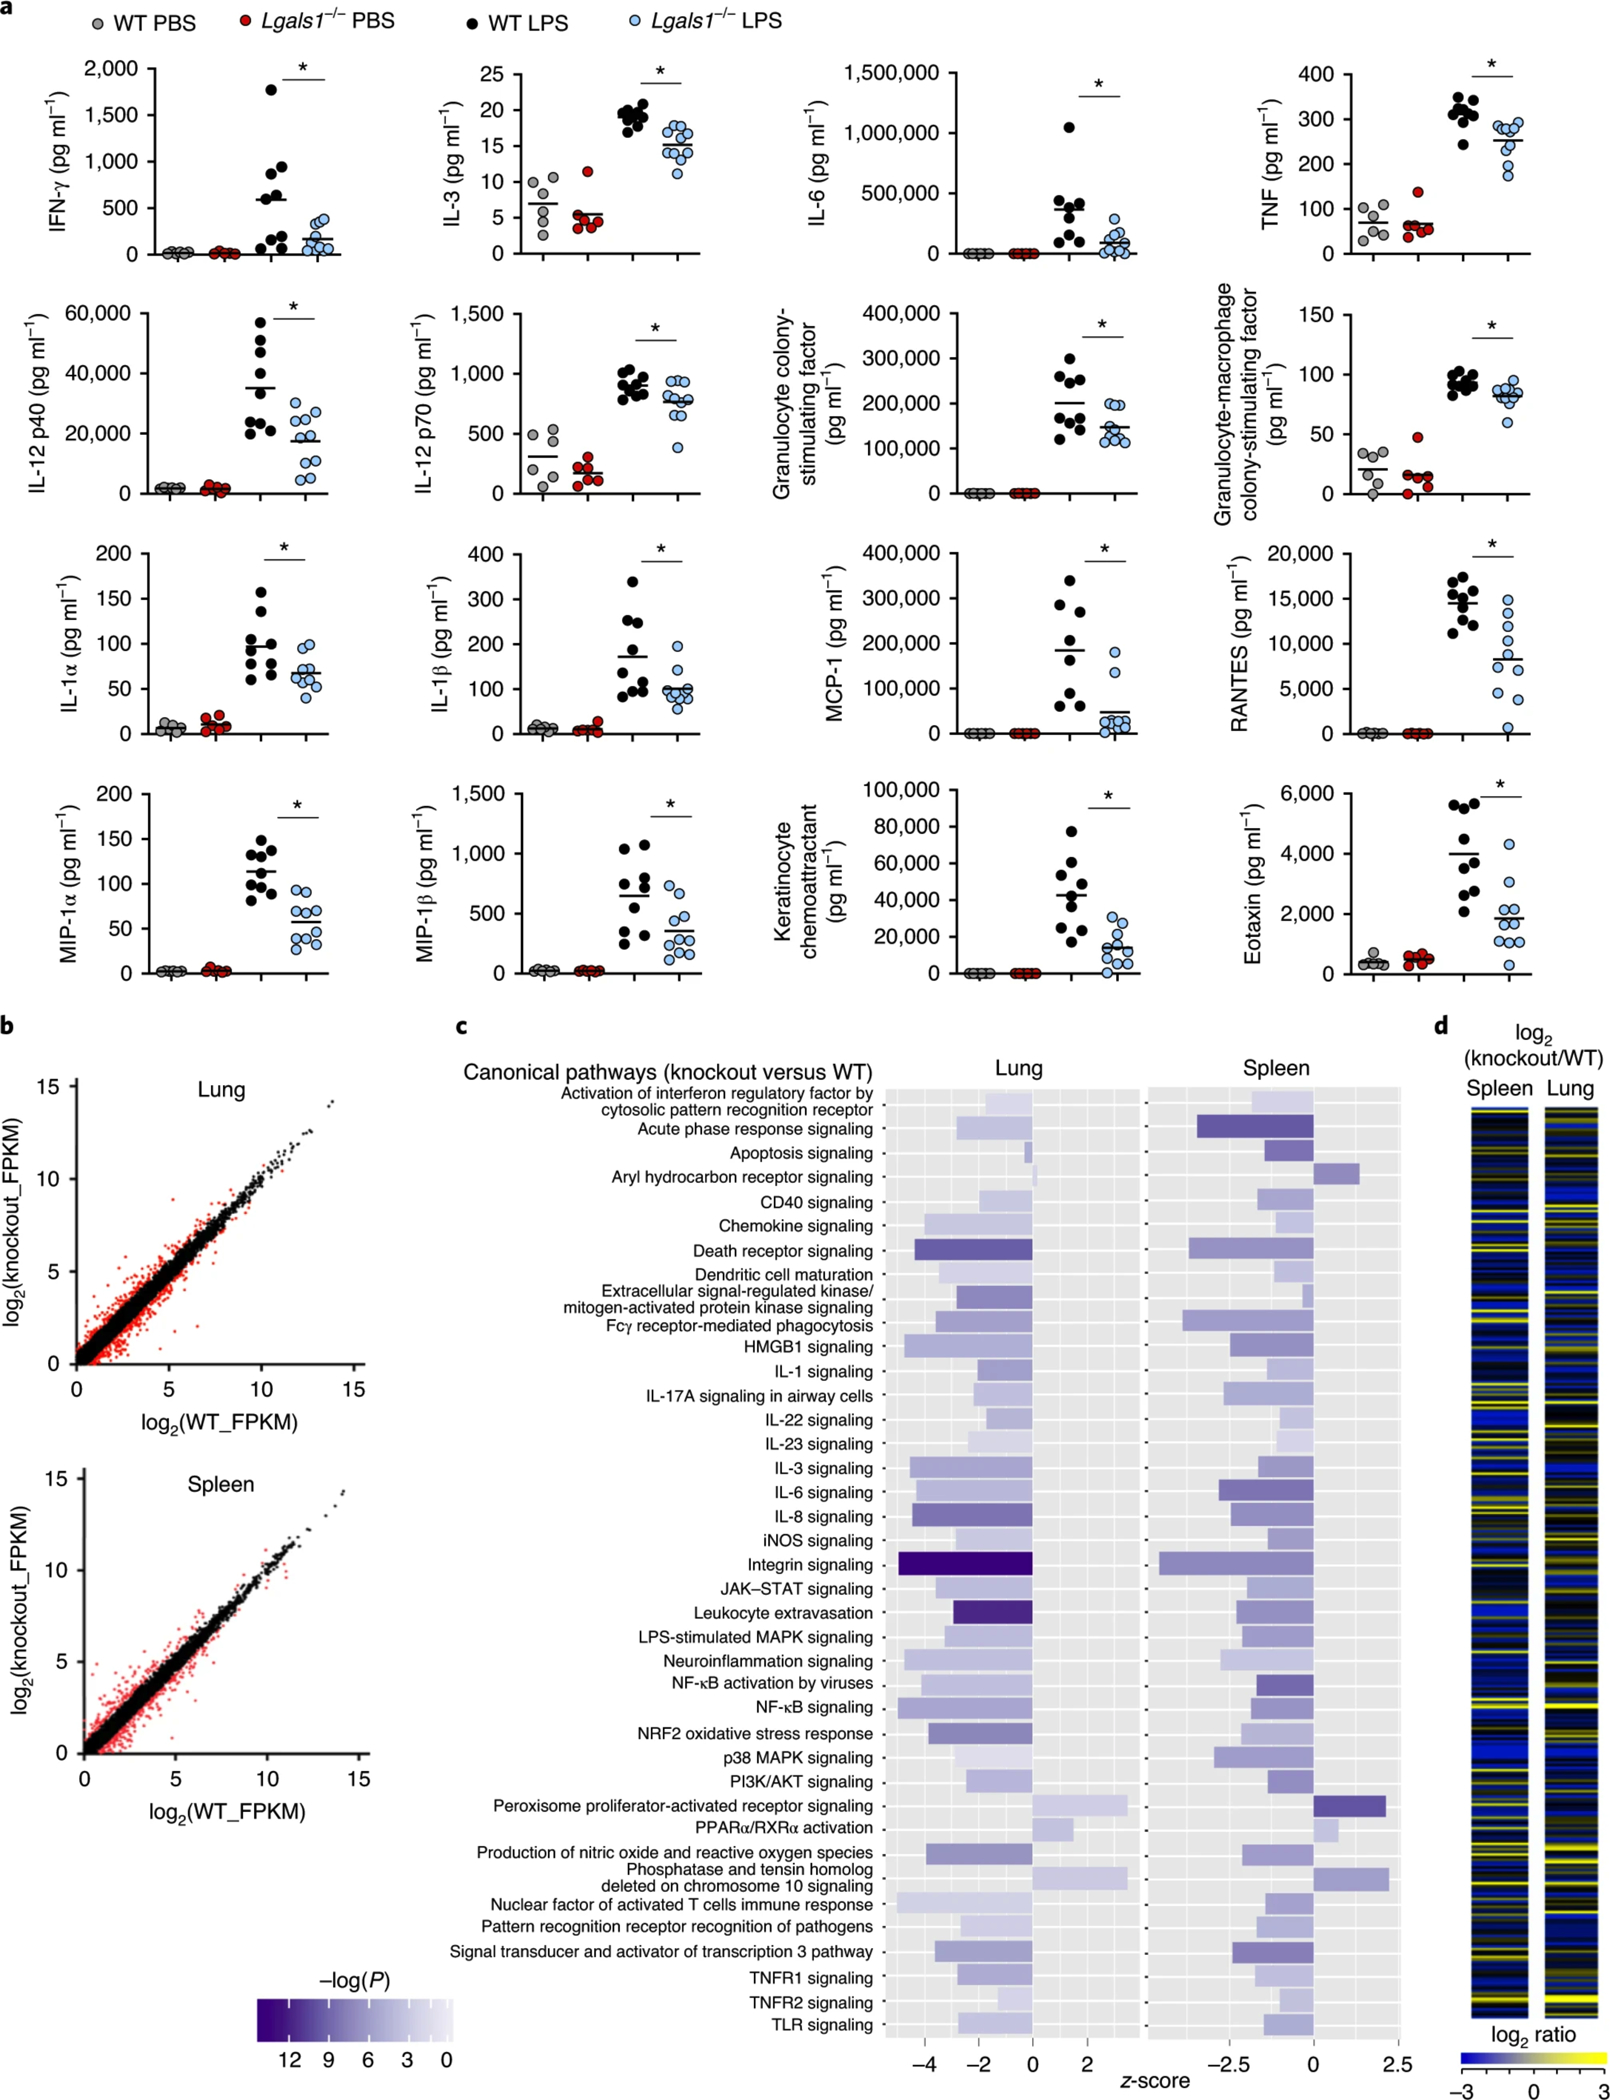 a
WT PBS
Lgals1−/− PBS
WT LPS
Lgals1−/− LPS
IFN-γ (pg ml−1)
2,000
1,500
1,000
500
0
*
IL-3 (pg ml−1)
25
20
15
10
5
0
*
IL-6 (pg ml−1)
1,500,000
1,000,000
500,000
0
*
TNF (pg ml−1)
400
300
200
100
0
*
IL-12 p40 (pg ml−1)
60,000
40,000
20,000
0
*
IL-12 p70 (pg ml−1)
1,500
1,000
500
0
*
Granulocyte colony-
stimulating factor
(pg ml−1)
400,000
300,000
200,000
100,000
0
*
Granulocyte-macrophage
colony-stimulating factor
(pg ml−1)
150
100
50
0
*
IL-1α (pg ml−1)
200
150
100
50
0
*
IL-1β (pg ml−1)
400
300
200
100
0
*
MCP-1 (pg ml−1)
400,000
300,000
200,000
100,000
0
*
RANTES (pg ml−1)
20,000
15,000
10,000
5,000
0
*
MIP-1α (pg ml−1)
200
150
100
50
0
*
MIP-1β (pg ml−1)
1,500
1,000
500
0
*
Keratinocyte
chemoattractant
(pg ml−1)
100,000
80,000
60,000
40,000
20,000
0
*
Eotaxin (pg ml−1)
6,000
4,000
2,000
0
*
b
Lung
log2(knockout_FPKM)
15
10
5
0
0 5 10 15
log2(WT_FPKM)
Spleen
log2(knockout_FPKM)
15
10
5
0
0 5 10 15
log2(WT_FPKM)
c
Canonical pathways (knockout versus WT)
Lung
Spleen
Activation of interferon regulatory factor by
cytosolic pattern recognition receptor
Acute phase response signaling
Apoptosis signaling
Aryl hydrocarbon receptor signaling
CD40 signaling
Chemokine signaling
Death receptor signaling
Dendritic cell maturation
Extracellular signal-regulated kinase/
mitogen-activated protein kinase signaling
Fcγ receptor-mediated phagocytosis
HMGB1 signaling
IL-1 signaling
IL-17A signaling in airway cells
IL-22 signaling
IL-23 signaling
IL-3 signaling
IL-6 signaling
IL-8 signaling
iNOS signaling
Integrin signaling
JAK–STAT signaling
Leukocyte extravasation
LPS-stimulated MAPK signaling
Neuroinflammation signaling
NF-κB activation by viruses
NF-κB signaling
NRF2 oxidative stress response
p38 MAPK signaling
PI3K/AKT signaling
Peroxisome proliferator-activated receptor signaling
PPARα/RXRα activation
Production of nitric oxide and reactive oxygen species
Phosphatase and tensin homolog
deleted on chromosome 10 signaling
Nuclear factor of activated T cells immune response
Pattern recognition receptor recognition of pathogens
Signal transducer and activator of transcription 3 pathway
TNFR1 signaling
TNFR2 signaling
TLR signaling
−4 −2 0 2
−2.5 0 2.5
z-score
–log(P)
12 9 6 3 0
d
log2
(knockout/WT)
Spleen Lung
log2 ratio
−3 0 3